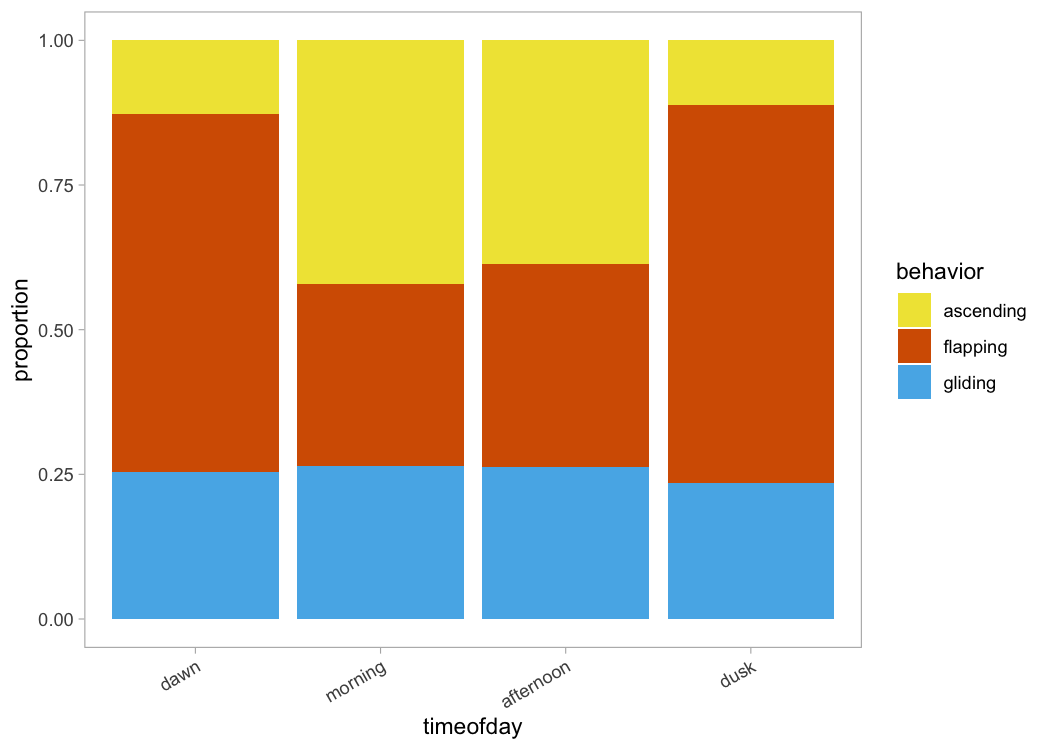 1.00
0.75
0.50
0.25
0.00
proportion
dawn
morning
afternoon
dusk
timeofday
behavior
ascending
flapping
gliding